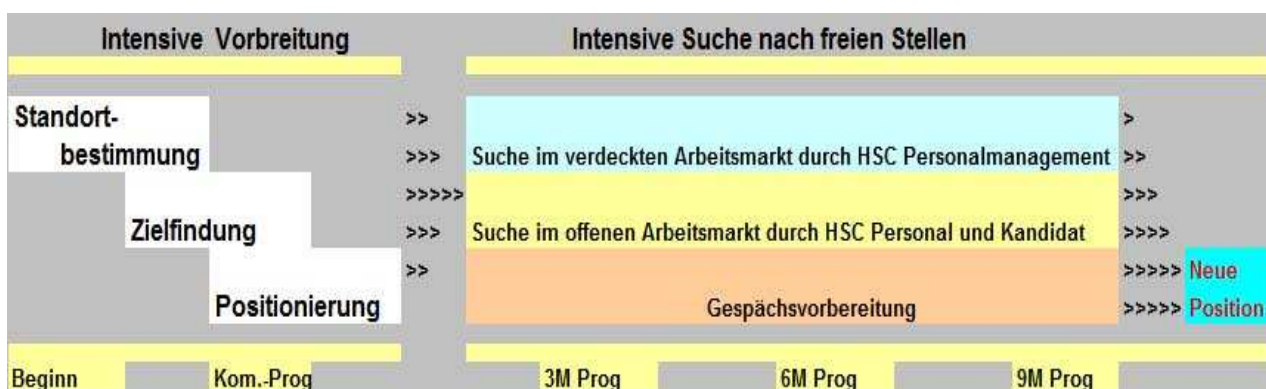 Intensive Vorbreitung
Intensive Suche nach freien Stellen
Standort-
>>
>
bestimmung
>>>
Suche im verdeckten Arbeitsmarkt durch HSC Personalmanagement
>>
>>>>>
>>>
Zielfindung
>>>
Suche im offenen Arbeitsmarkt durch HSC Personal und Kandidat
>>>>
>>
>>>>>
Neue
Positionierung
Gespächsvorbereitung
>>>>>
Position
Beginn
Kom.-Prog
3M Prog
6M Prog
9M Prog